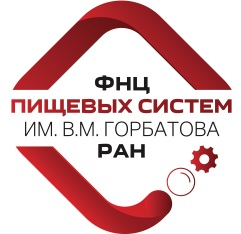 ФНЦ
ПИЩЕВЫХ СИСТЕМ
ИМ. В.М. ГОРБАТОВА
РАН